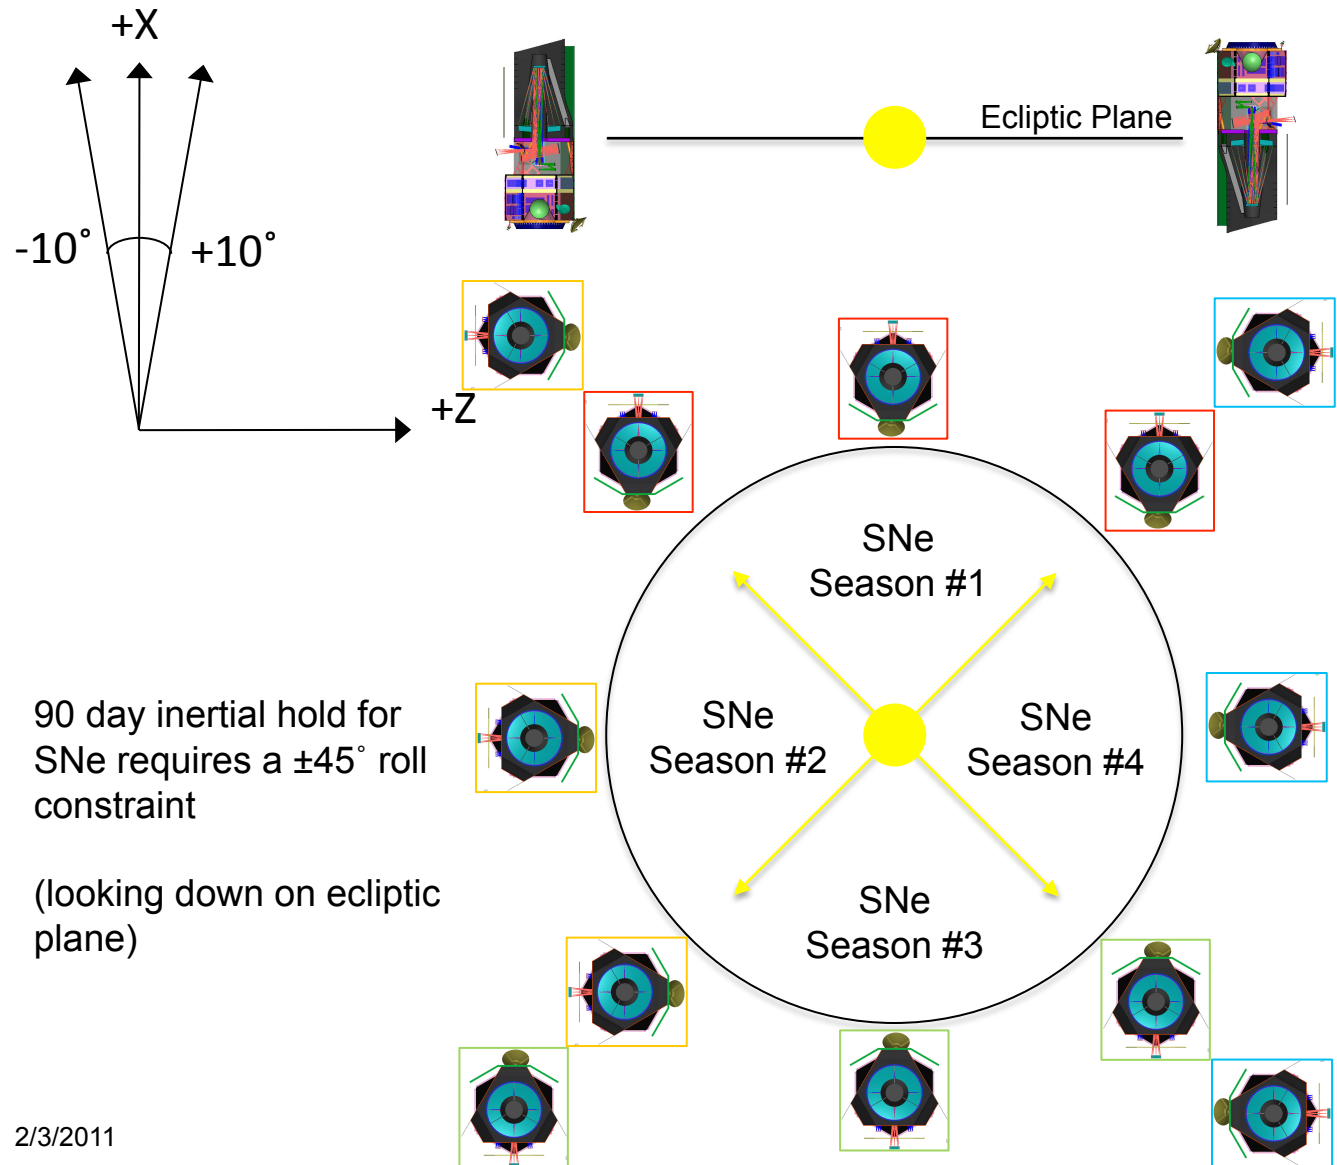 +X
-10˚
+10˚
+Z
Ecliptic Plane
SNe
Season #1
SNe
Season #2
SNe
Season #4
SNe
Season #3
90 day inertial hold for
SNe requires a ±45˚ roll
constraint
(looking down on ecliptic
plane)
2/3/2011